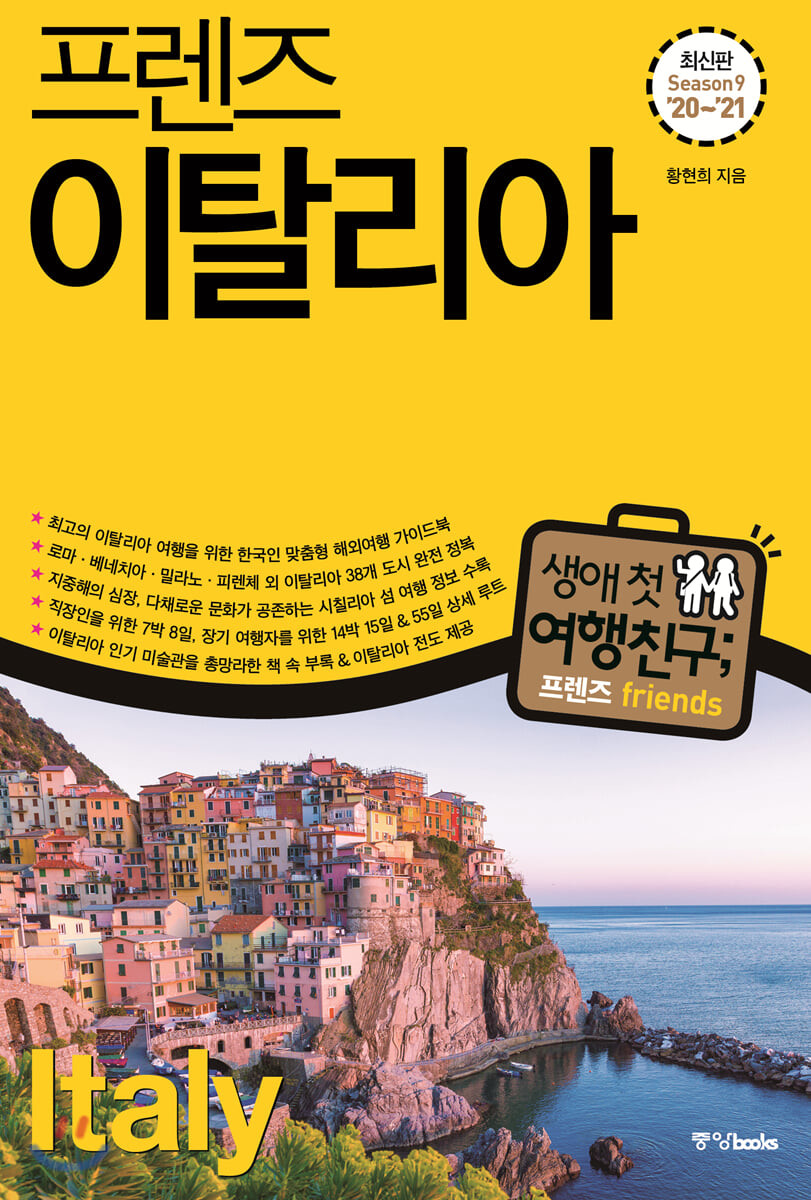 프렌즈
이탈리아
최신판
Season 9
'20~'21
황현희 지음
★ 최고의 이탈리아 여행을 위한 한국인 맞춤형 해외여행 가이드북
★ 로마·베네치아·밀라노·피렌체 외 이탈리아 38개 도시 완전 정복
★ 지중해의 심장, 다채로운 문화가 공존하는 시칠리아 섬 여행 정보 수록
★ 직장인을 위한 7박 8일, 장기 여행자를 위한 14박 15일 & 55일 상세 루트
★ 이탈리아 인기 미술관을 총망라한 책 속 부록 & 이탈리아 전도 제공
생애 첫
여행친구;
프렌즈 friends
Italy
중앙books